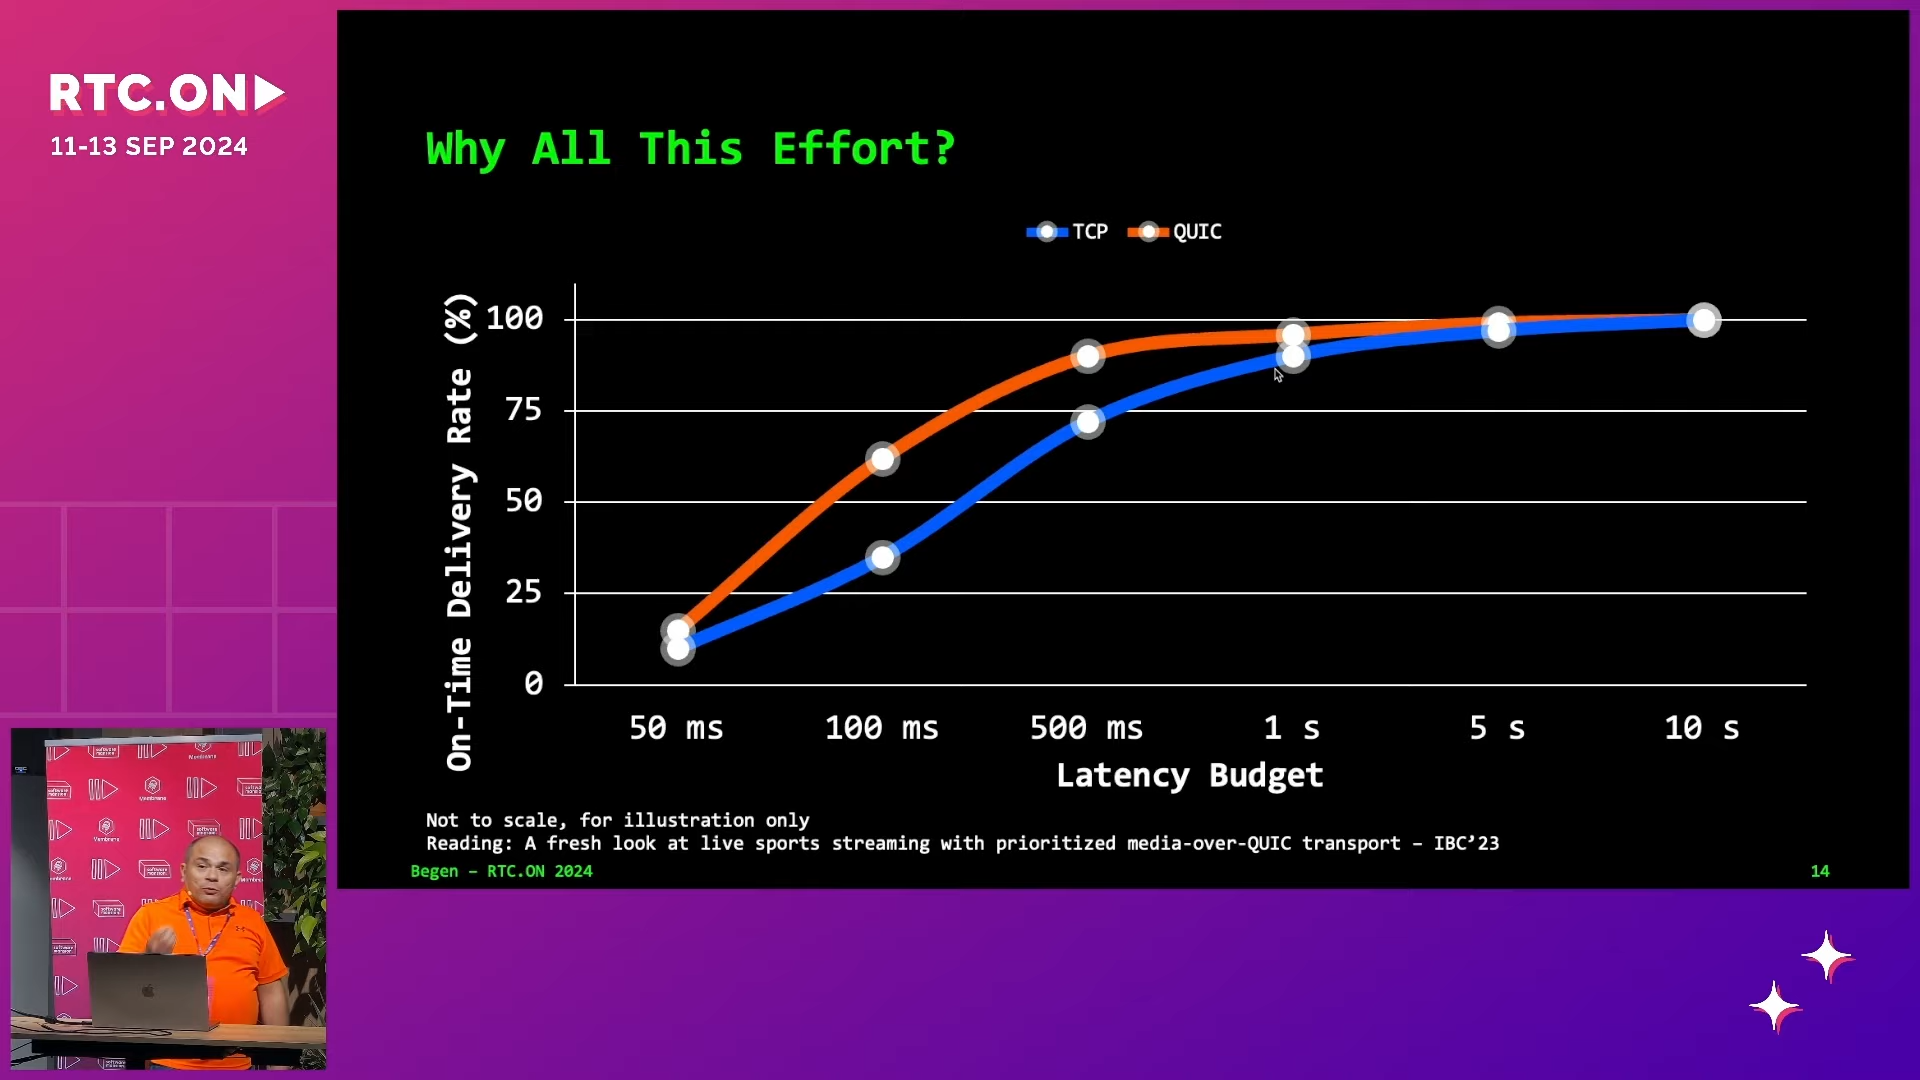 RTC.ON
11-13 SEP 2024
Why All This Effort?
TCP QUIC
On-Time Delivery Rate (%)
100
75
50
25
0
50 ms 100 ms 500 ms 1 s 5 s 10 s
Latency Budget
Not to scale, for illustration only
Reading: A fresh look at live sports streaming with prioritized media-over-QUIC transport – IBC’23
Begen – RTC.ON 2024 14